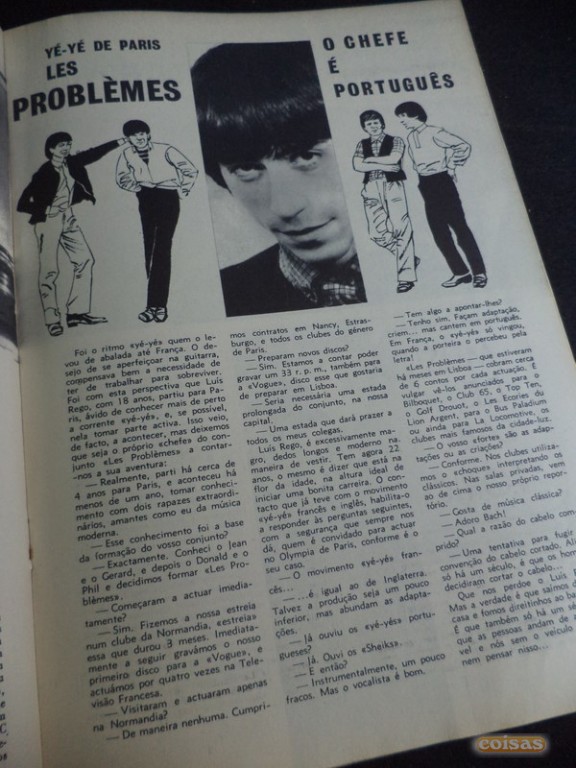 YÉ-YÉ DE PARIS
LES
PROBLÈMES
O CHEFE
É
PORTUGUÊS
Foi o ritmo «yé-yé» quem o le-
vou de abalada até França. O de-
sejo de se aperfeiçoar na guitarra,
compensava bem a necessidade de
ter de trabalhar para sobreviver.
Foi com esta perspectiva que Luís
Rego, com 18 anos, partiu para Pa-
ris, ávido de conhecer mais de perto
a corrente «yé-yé» e, se possível,
nela tomar parte activa. Isso veio,
de facto, a acontecer, mas deixemos
que seja o próprio «chefe» do con-
junto «Les Problèmes» a contar-
-nos a sua aventura:
— Realmente, parti há cerca de
4 anos para Paris, e aconteceu há
menos de um ano, tomar conheci-
mento com dois rapazes extraordi-
nários, amantes como eu da música
moderna.
— Esse conhecimento foi a base
da formação do vosso conjunto?
— Exactamente. Conheci o Jean
e o Gerard, e depois o Donald e o
Phil e decidimos formar «Les Pro-
blèmes».
— Começaram a actuar imedia-
tamente?
— Sim. Fizemos a nossa estreia
num clube da Normandia, «estreia»
essa que durou 3 meses. Imediata-
mente a seguir gravámos o nosso
primeiro disco para a «Vogue», e
actuámos por quatro vezes na Tele-
visão Francesa.
— Visitaram e actuaram apenas
na Normandia?
— De maneira nenhuma. Cumpri-
mos contratos em Nancy, Estras-
burgo, e todos os clubes do género
de Paris.
— Preparam novos discos?
— Sim. Estamos a contar poder
gravar um 33 r. p. m., também para
a «Vogue», disco este que gostaria
de preparar em Lisboa.
— Seria necessária uma estada
prolongada do conjunto, na nossa
capital.
— Uma estada que dará prazer a
todos os meus colegas.
Luís Rego, é excessivamente ma-
gro, dedos longos e moderno na
maneira de vestir. Tem agora 22
anos, o mesmo é dizer que está na
flor da idade, na altura ideal de
iniciar uma bonita carreira. O con-
tacto que já teve com o movimento
«yé-yé» francês e inglês, habilita-o
a responder às perguntas seguintes
com a segurança que sempre nos
dá, quem é convidado para actuar
no Olympia de Paris, conforme é o
seu caso.
— O movimento «yé-yé» fran-
cês...
— ...é igual ao de Inglaterra.
Talvez a produção seja um pouco
inferior, mas abundam as adapta-
ções.
— Já ouviu os «yé-yés» portu-
gueses?
— Já. Ouvi os «Sheiks».
— E então?
— Instrumentalmente, um pouco
fracos. Mas o vocalista é bom.
— Tem algo a apontar-lhes?
— Tenho sim. Façam adaptação,
criem... mas cantem em português.
Em França, o «yé-yé» só vingou,
quando a porteira o percebeu pela
letra!
«Les Problèmes» — que estiveram
há meses em Lisboa — cobram cerca
de 6 contos por cada actuação. É
vulgar vê-los anunciados para o
Bilboquet, o Club 65, o Top Ten,
o Golf Drouot, o Les Ecories du
Lion Argent, para o Bus Paladium
ou ainda para La Locomotive, os
clubes mais famosos da cidade-luz.
— O vosso «forte» são as adap-
tações ou as criações?
— Conforme. Nos clubes utiliza-
mos o «choque» interpretando os
clássicos. Nas salas privadas, vem
ao de cima o nosso próprio repor-
tório.
— Gosta de música clássica?
— Adoro Bach!
— Qual a razão do cabelo com-
prido?
— Uma tentativa para fugir
convenção do cabelo cortado.
só há um século, é que os hom
decidiram cortar o cabelo...
Que nos perdoe o Luís
Mas a verdade é que saímos
casa e fomos direitinhos ao ba
É que também só há um sé
que as pessoas andam de
vel e nós sem o veículo
nem pensar nisso...
coisas